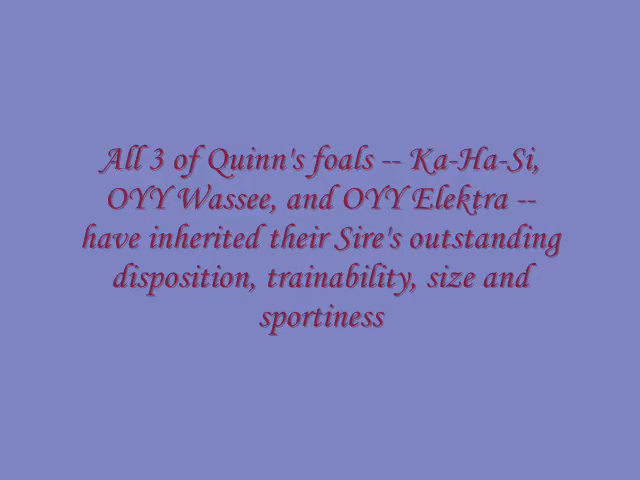 All 3 of Quinn's foals -- Ka-Ha-Si,
OYY Wassee, and OYY Elektra --
have inherited their Sire's outstanding
disposition, trainability, size and
sportiness